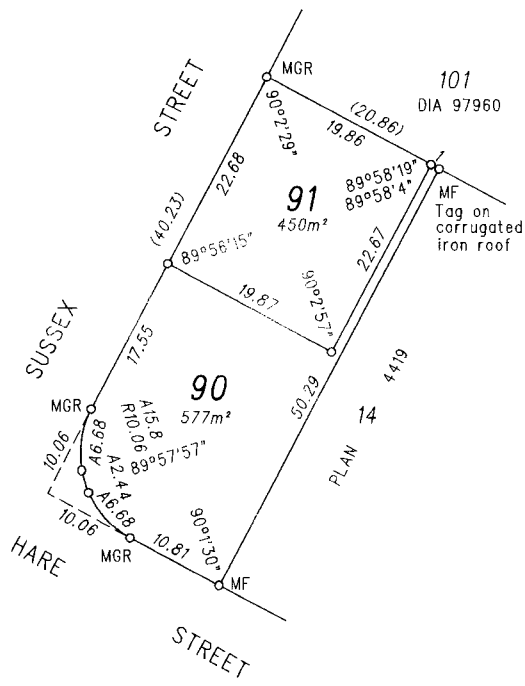 STREET
MGR
101
DIA 97960
(20.86)
19.86
90°2'29"
1
89°58'19"
89°58'4"
MF
Tag on
corrugated
iron roof
22.68
91
450m²
(40.23)
22.67
89°56'15"
90°2'57"
19.87
17.55
SUSSEX
90
577m²
50.29
4419
14
PLAN
MGR
A15.8
R10.06
89°57'57"
10.06
A6.68
A2.44
A6.68
10.06
MGR
10.81
90°1'30"
MF
HARE
STREET